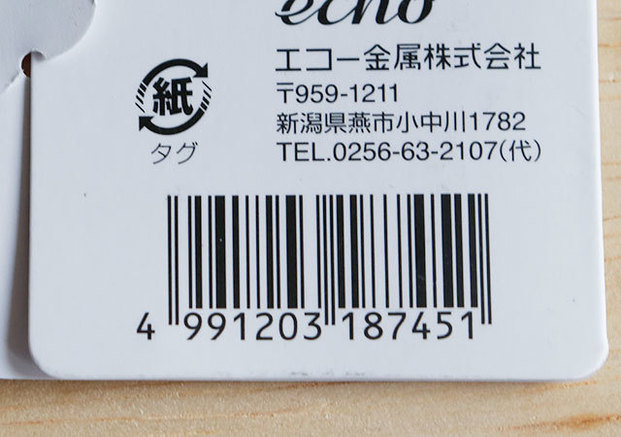 echo
エコー金属株式会社
〒959-1211
新潟県燕市小中川1782
TEL.0256-63-2107(代)
紙
タグ
4 991203 187451